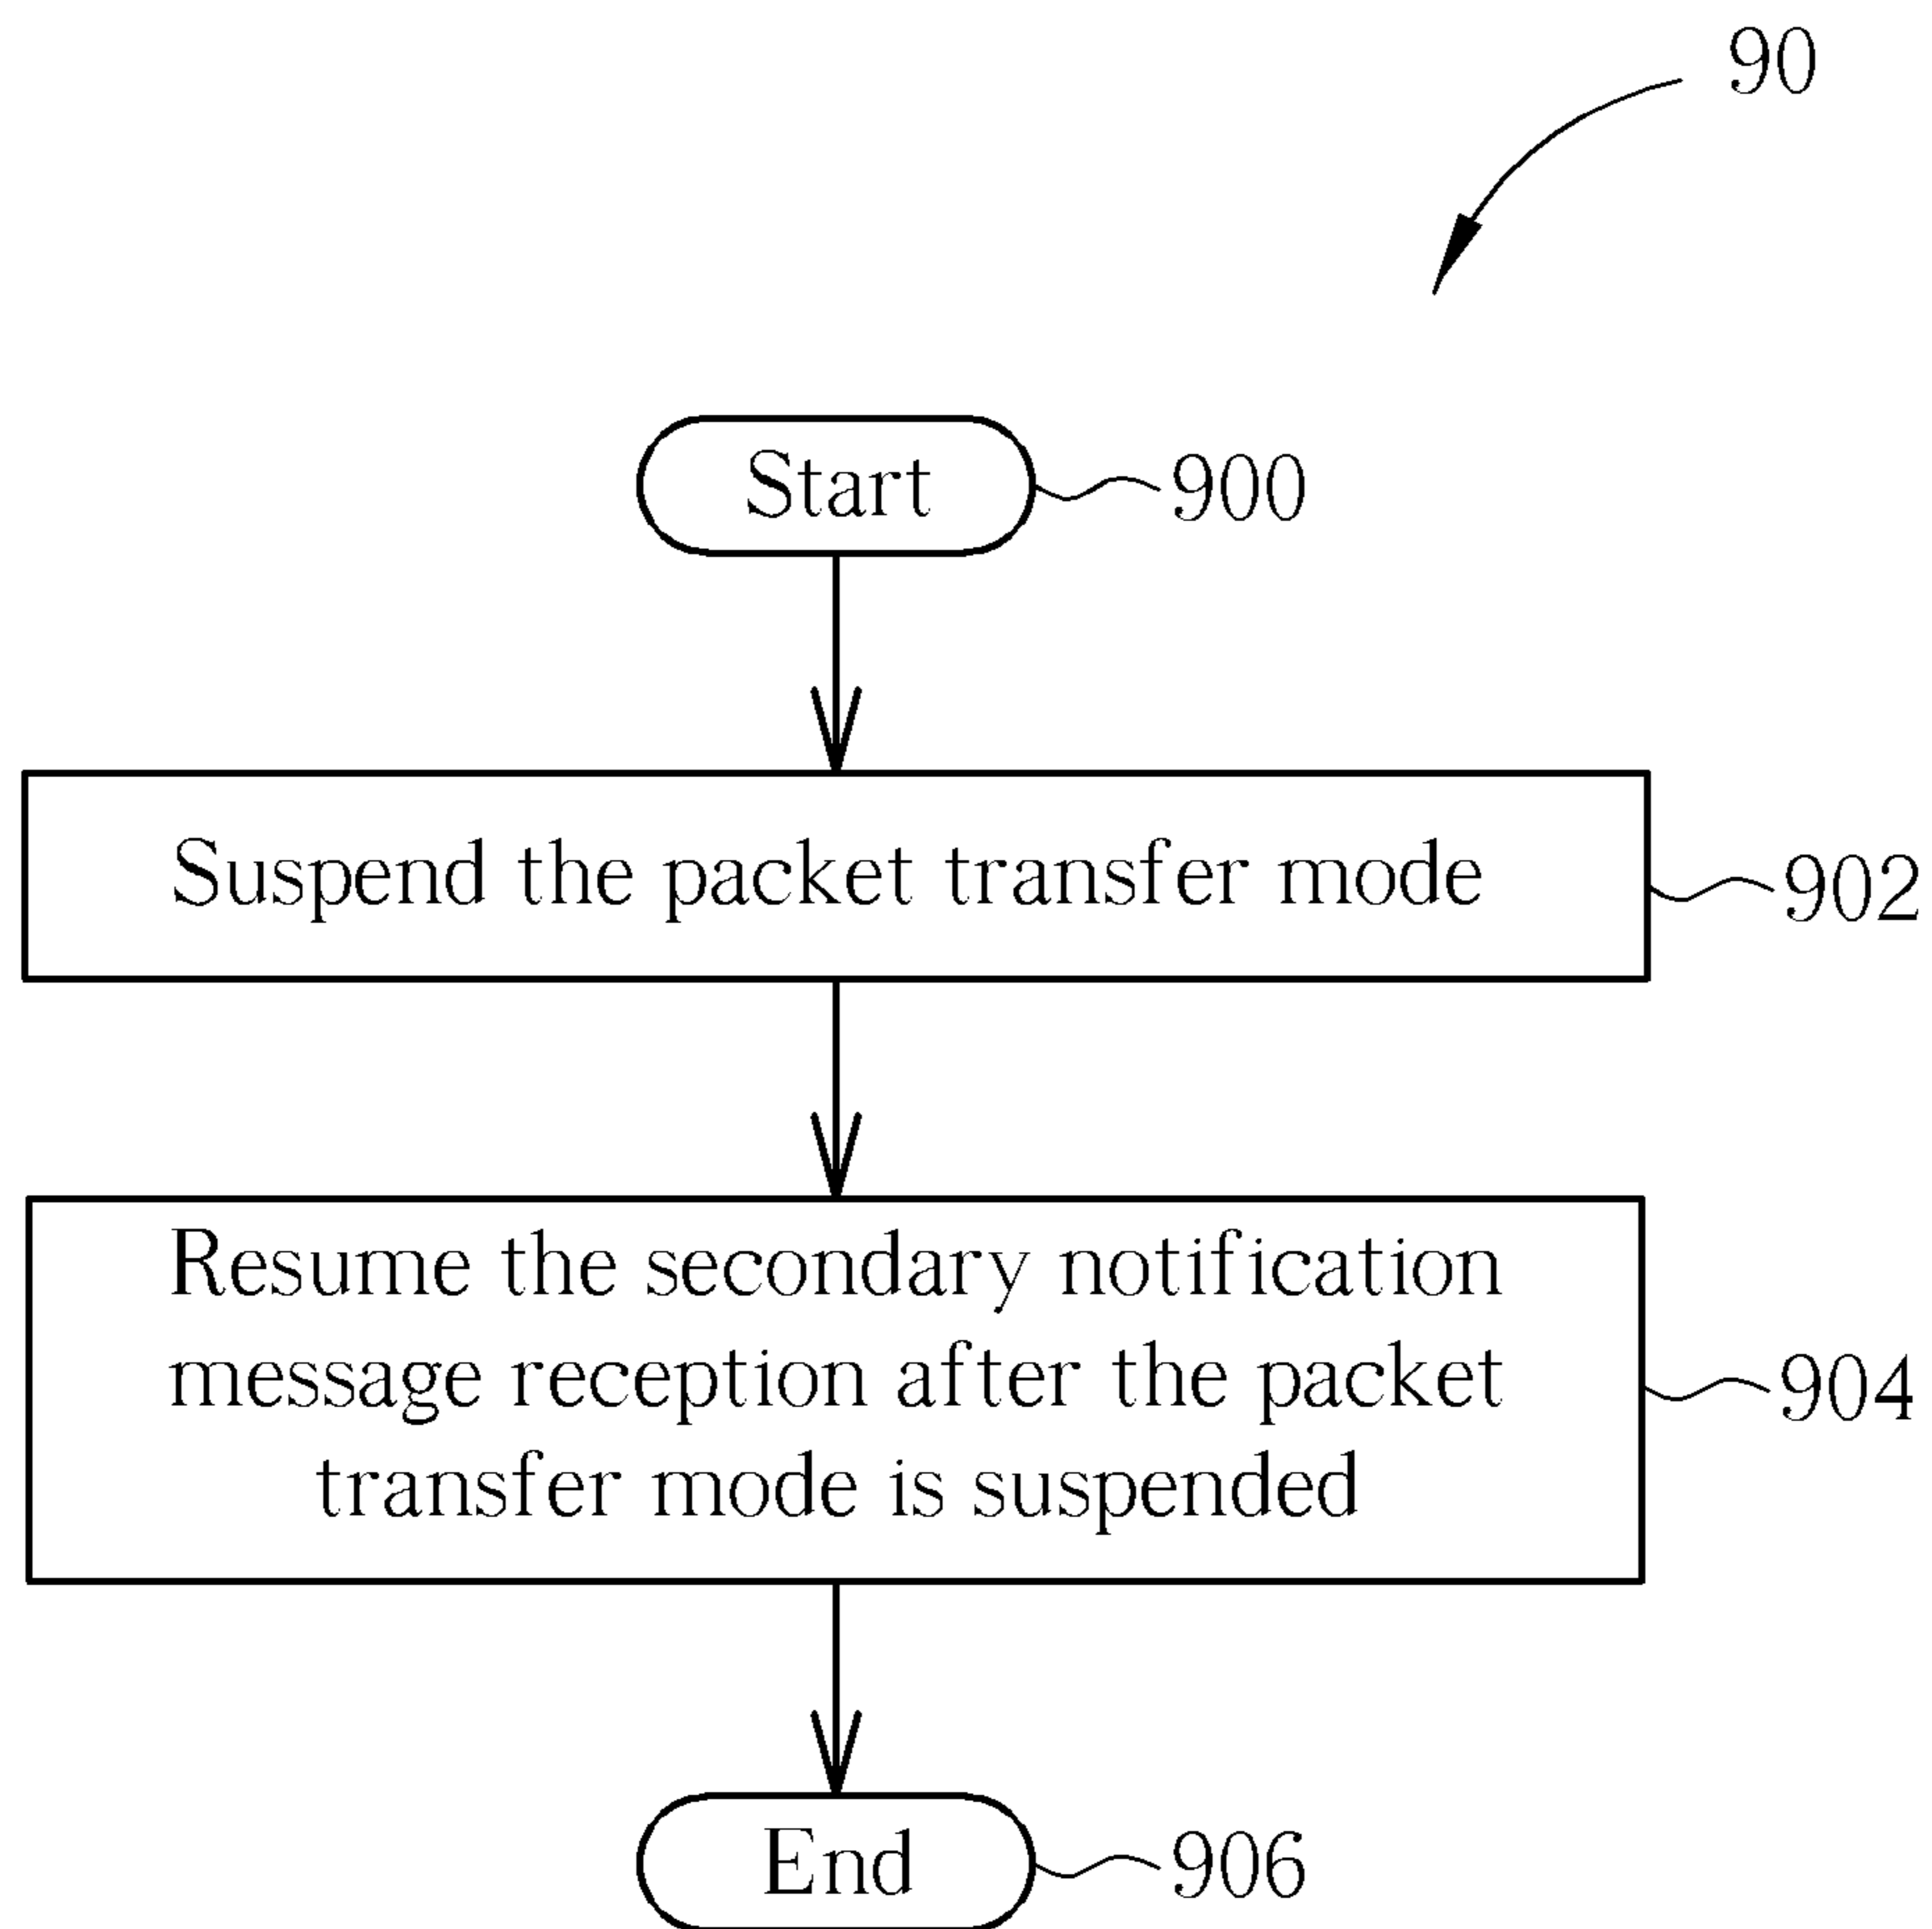 90
Start
900
Suspend the packet transfer mode
902
Resume the secondary notification
message reception after the packet
transfer mode is suspended
904
End
906